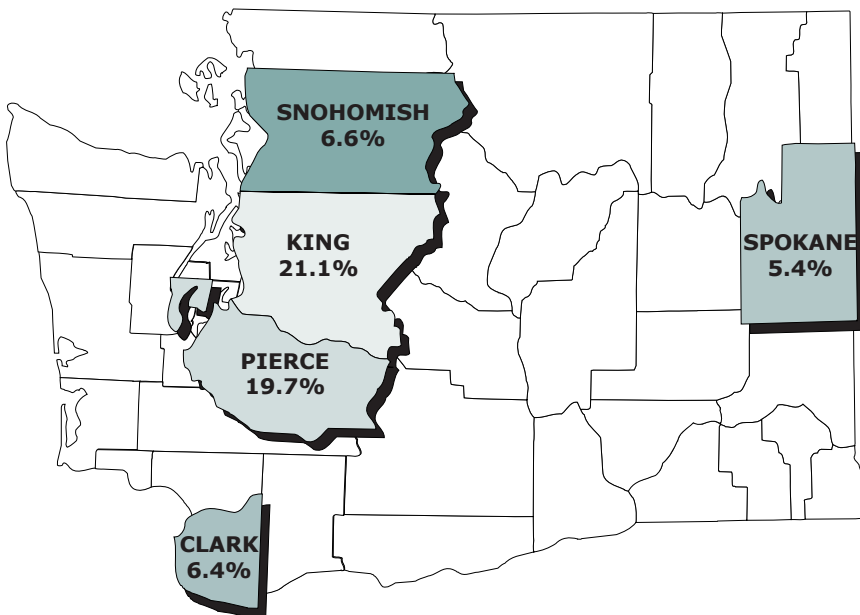 SNOHOMISH
6.6%
KING
21.1%
SPOKANE
5.4%
PIERCE
19.7%
CLARK
6.4%